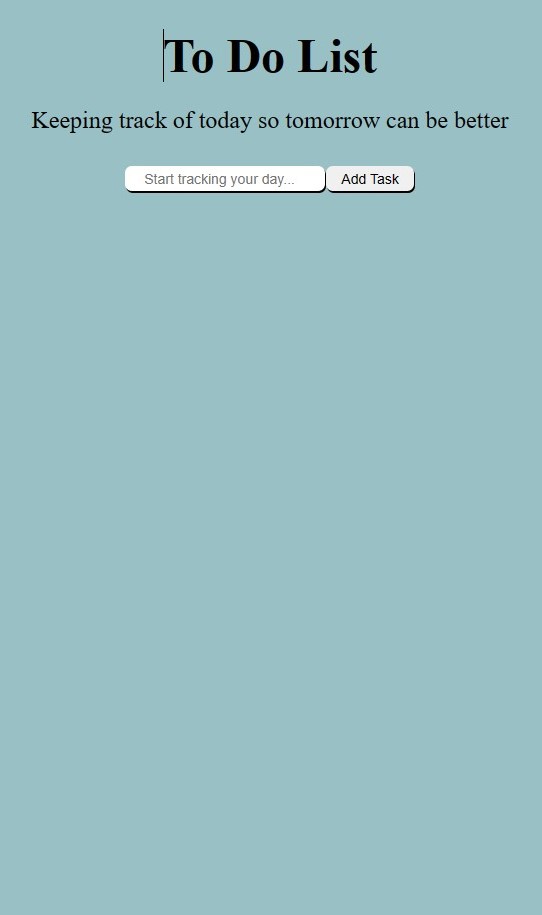 To Do List
Keeping track of today so tomorrow can be better
Start tracking your day... Add Task